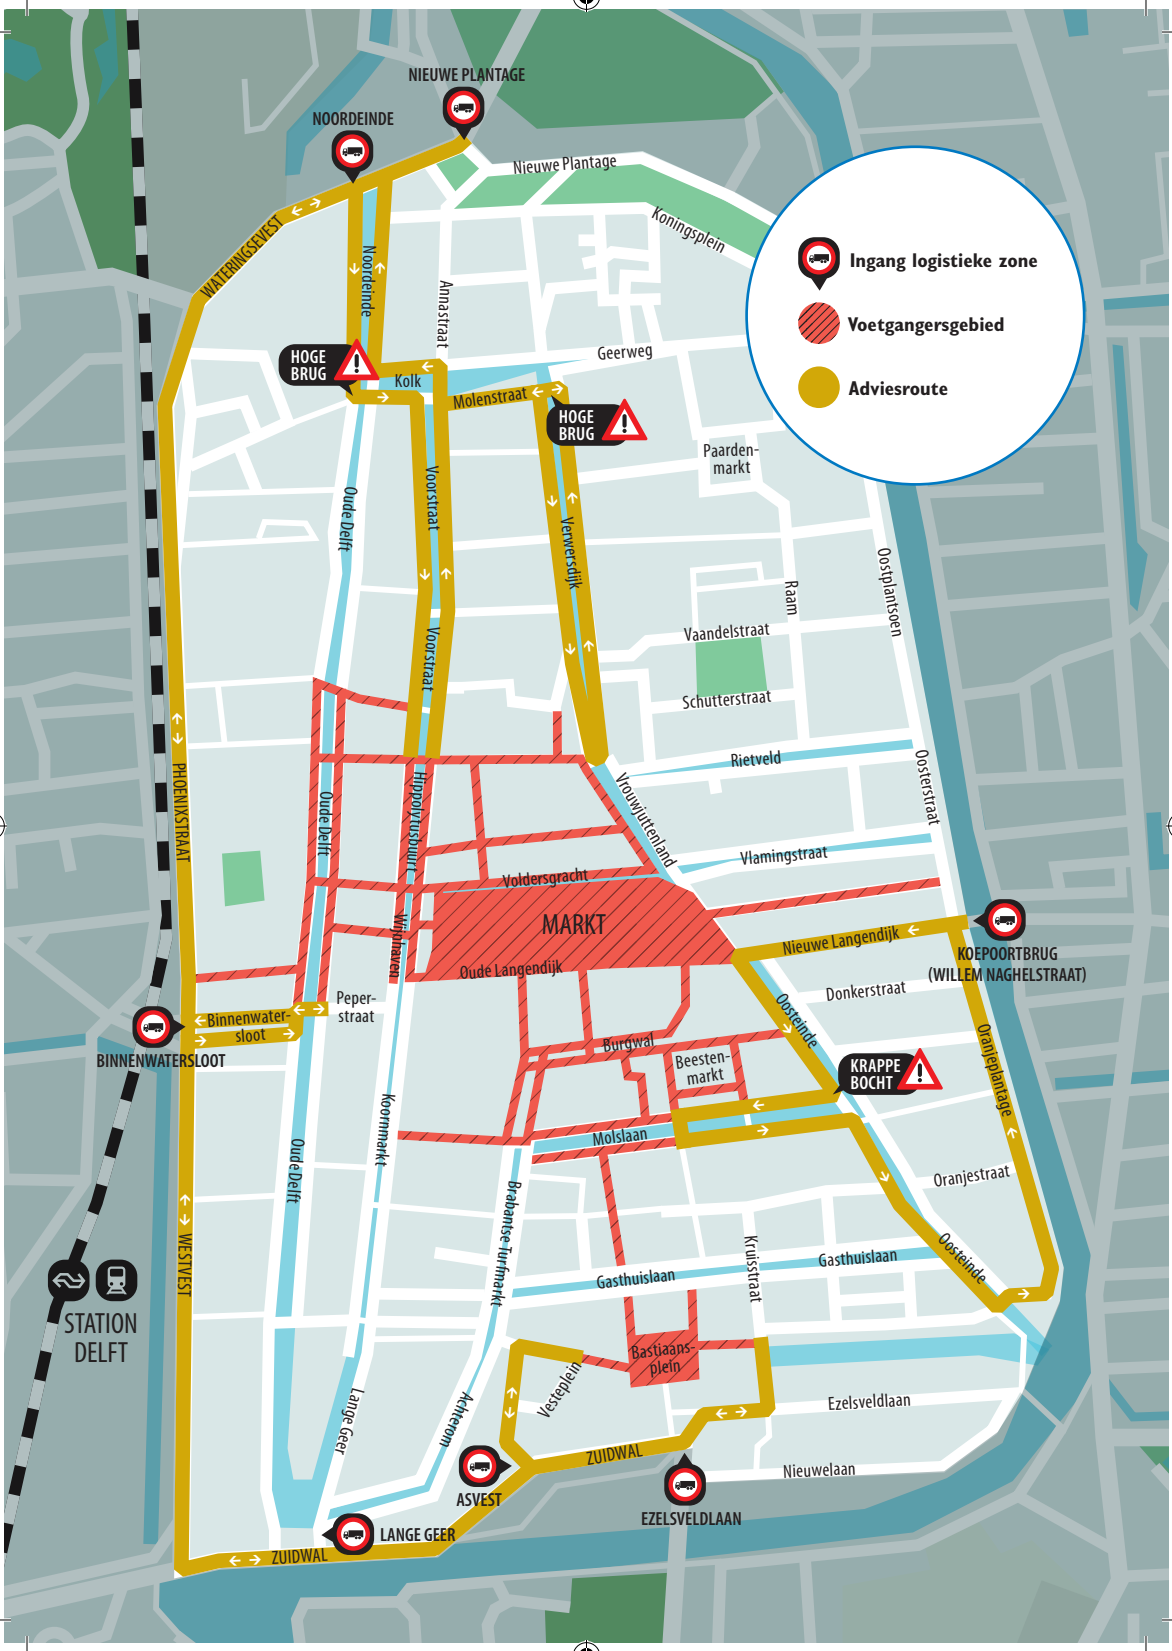 NIEUWE PLANTAGE
NOORDEINDE
Nieuwe Plantage
Koningsplein
WATERINGSEVEST
Noordeinde
Annastraat
Ingang logistieke zone
Voetgangersgebied
Adviesroute
HOGE
BRUG
Kolk
Geerweg
Molenstraat
HOGE
BRUG
Paarden-
markt
Oude Delft
Voorstraat
Verwersdijk
Raam
Oostplantsoen
Voorstraat
Vaandelstraat
Schutterstraat
Rietveld
Oosterstraat
PHOENIXSTRAAT
Oude Delft
Hippolytusbuurt
Vrouwjuttenland
Vlamingstraat
Voldersgracht
MARKT
Wijnhaven
Oude Langendijk
Nieuwe Langendijk
KOEPOORTBRUG
(WILLEM NAGHELSTRAAT)
Donkerstraat
Peper-
straat
Binnenwater-
sloot
BINNENWATERSLOOT
Oosteinde
Burgwal
Beesten-
markt
KRAPPE
BOCHT
Oranjeplantage
Koornmarkt
Molslaan
Oude Delft
Brabantse Turfmarkt
Oranjestraat
Kruisstraat
Gasthuislaan
Gasthuislaan
Oosteinde
WESTVEST
STATION
DELFT
Bastiaans-
plein
Vesteplein
Lange Geer
Achterom
Ezelsveldlaan
ZUIDWAL
Nieuwelaan
ASVEST
EZELSVELDLAAN
LANGE GEER
ZUIDWAL